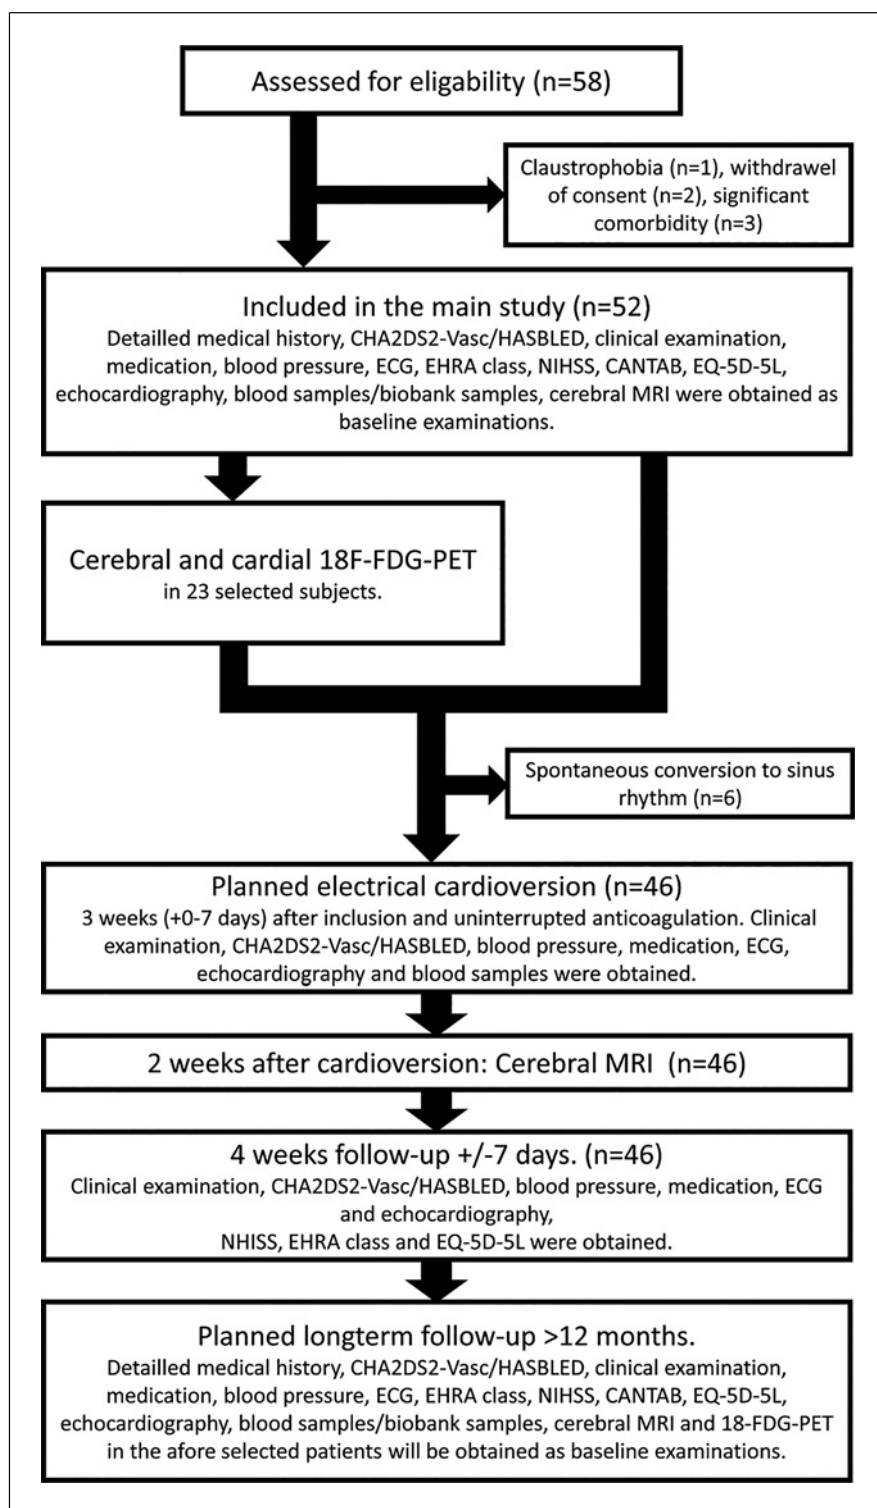 Assessed for eligability (n=58)
Claustrophobia (n=1), withdrawel
of consent (n=2), significant
comorbidity (n=3)
Included in the main study (n=52)
Detailled medical history, CHA2DS2-Vasc/HASBLED, clinical examination,
medication, blood pressure, ECG, EHRA class, NIHSS, CANTAB, EQ-5D-5L,
echocardiography, blood samples/biobank samples, cerebral MRI were obtained as
baseline examinations.
Cerebral and cardial 18F-FDG-PET
in 23 selected subjects.
Spontaneous conversion to sinus
rhythm (n=6)
Planned electrical cardioversion (n=46)
3 weeks (+0-7 days) after inclusion and uninterrupted anticoagulation. Clinical
examination, CHA2DS2-Vasc/HASBLED, blood pressure, medication, ECG,
echocardiography and blood samples were obtained.
2 weeks after cardioversion: Cerebral MRI (n=46)
4 weeks follow-up +/-7 days. (n=46)
Clinical examination, CHA2DS2-Vasc/HASBLED, blood pressure, medication, ECG
and echocardiography,
NHISS, EHRA class and EQ-5D-5L were obtained.
Planned longterm follow-up >12 months.
Detailled medical history, CHA2DS2-Vasc/HASBLED, clinical examination,
medication, blood pressure, ECG, EHRA class, NIHSS, CANTAB, EQ-5D-5L,
echocardiography, blood samples/biobank samples, cerebral MRI and 18-FDG-PET
in the afore selected patients will be obtained as baseline examinations.